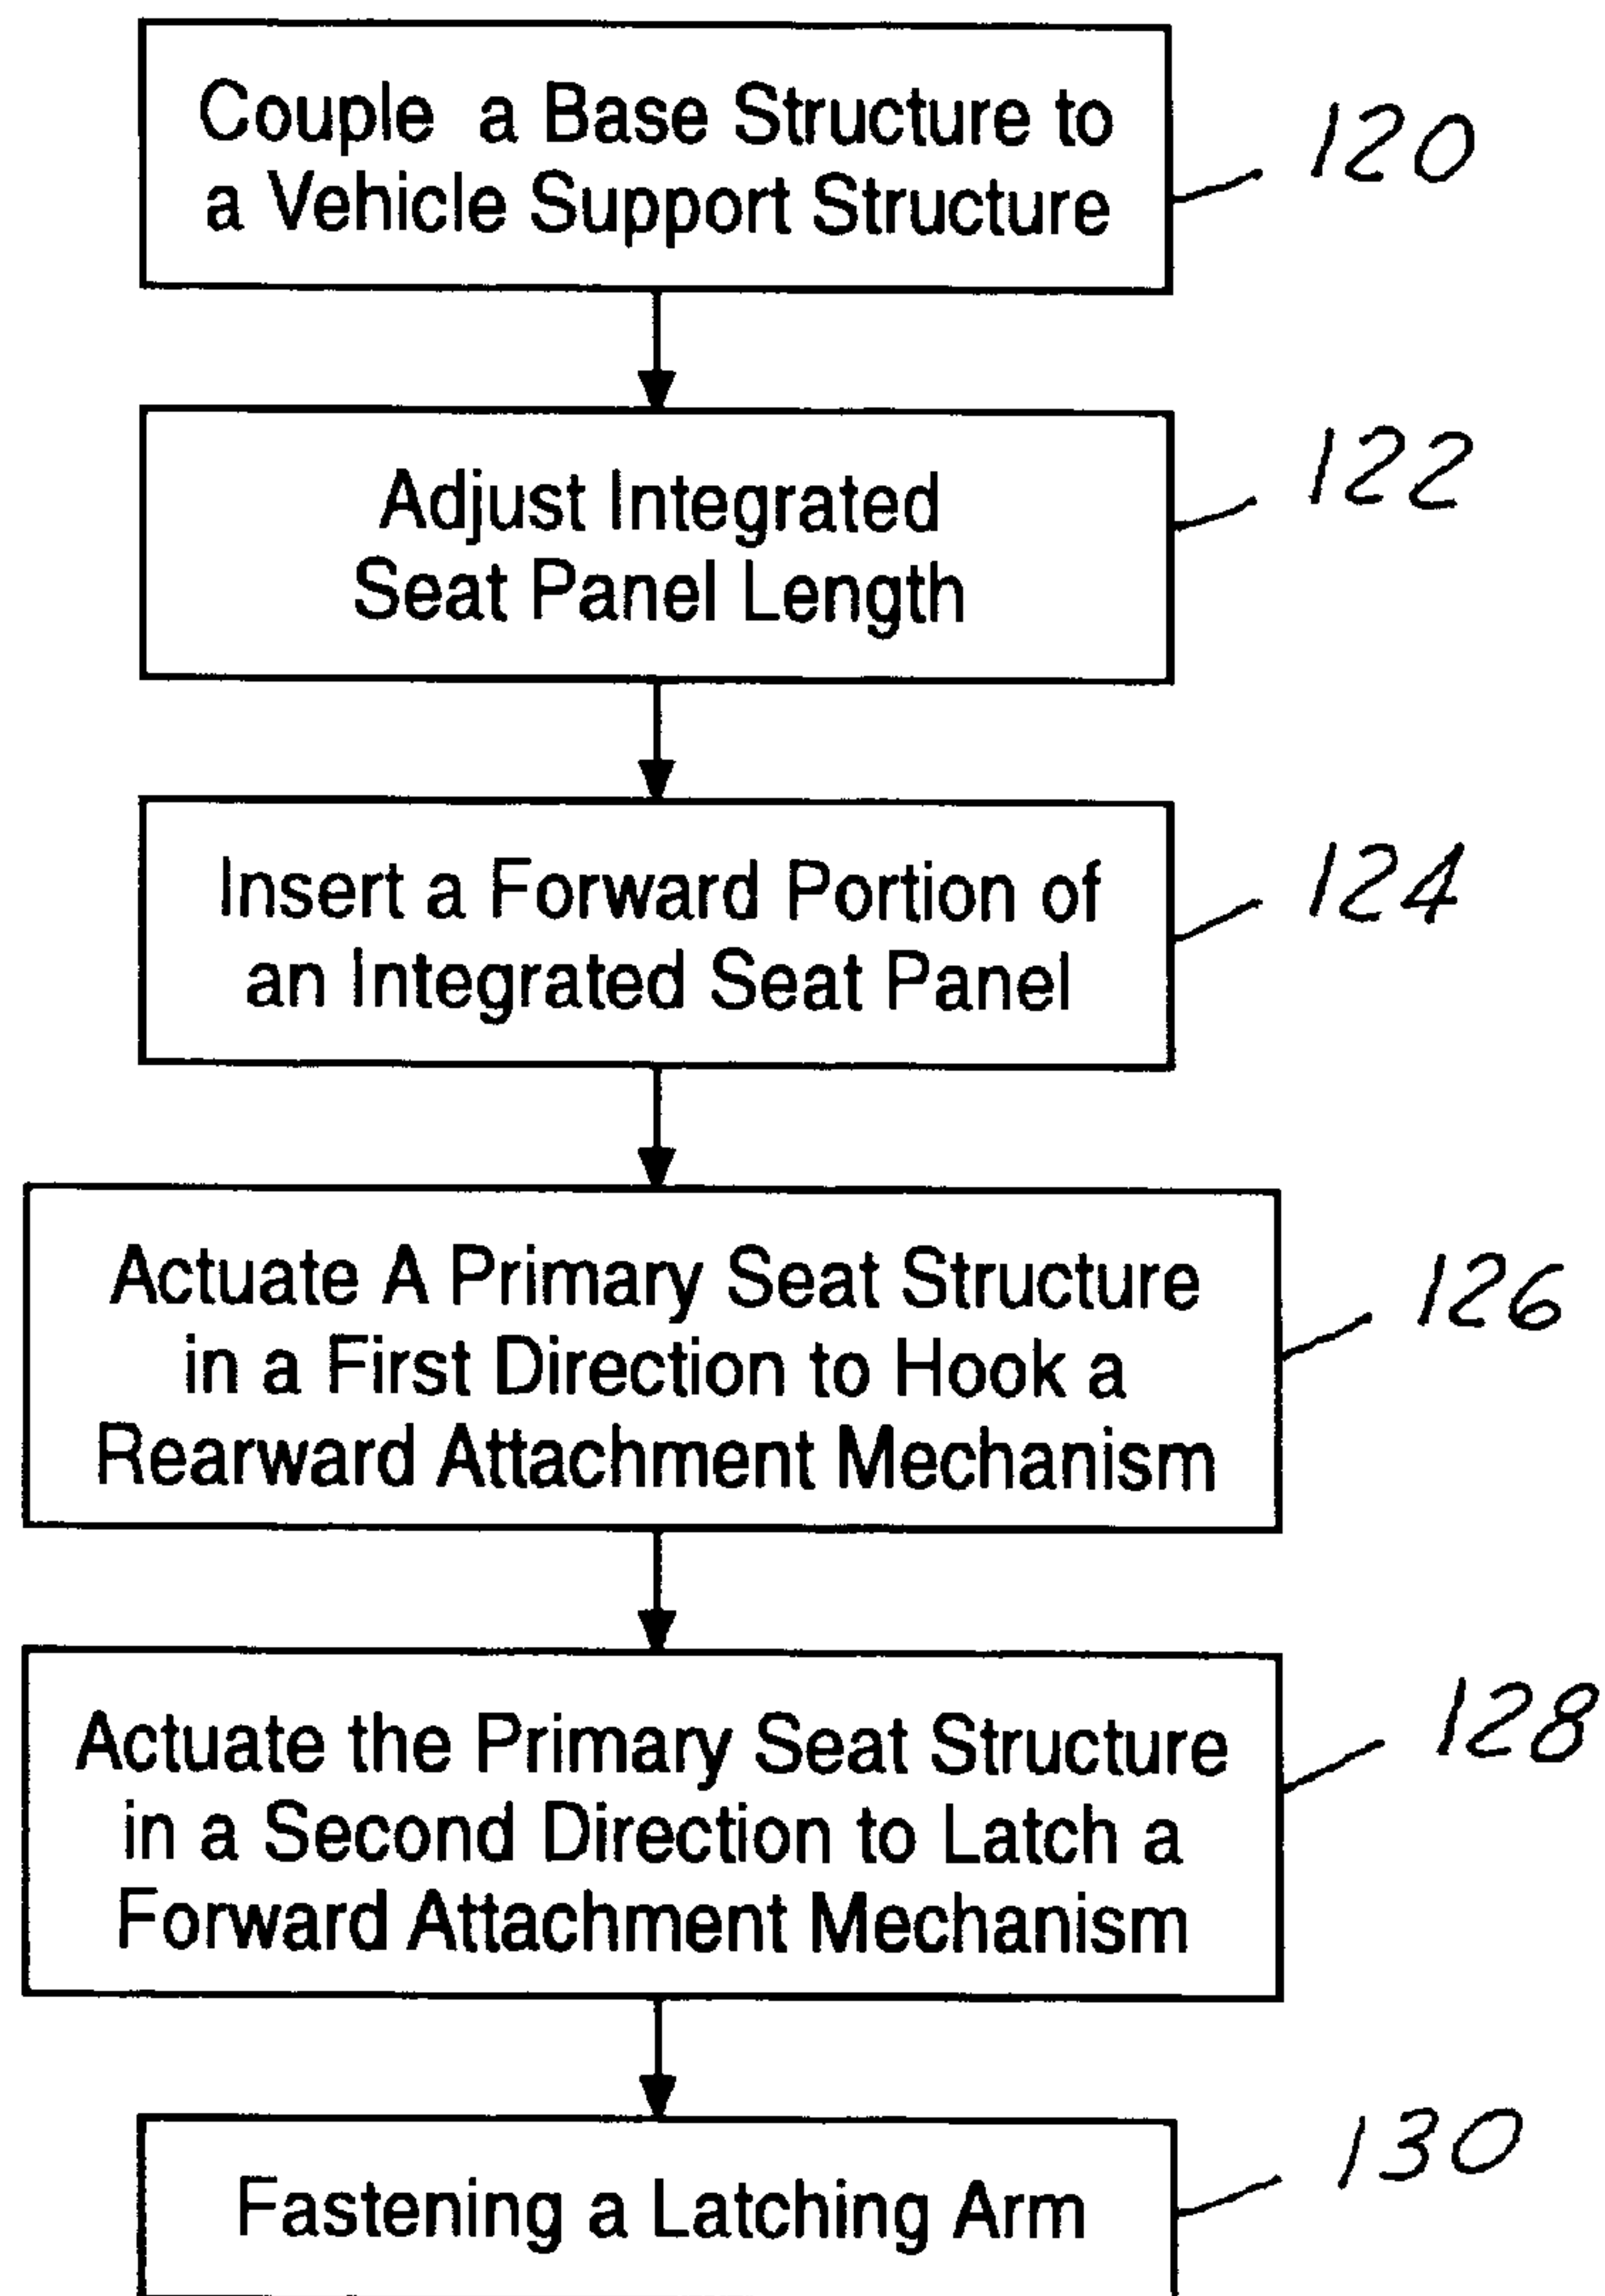 Couple a Base Structure to
a Vehicle Support Structure
120
Adjust Integrated
Seat Panel Length
122
Insert a Forward Portion of
an Integrated Seat Panel
124
Actuate A Primary Seat Structure
in a First Direction to Hook a
Rearward Attachment Mechanism
126
Actuate the Primary Seat Structure
in a Second Direction to Latch a
Forward Attachment Mechanism
128
Fastening a Latching Arm
130